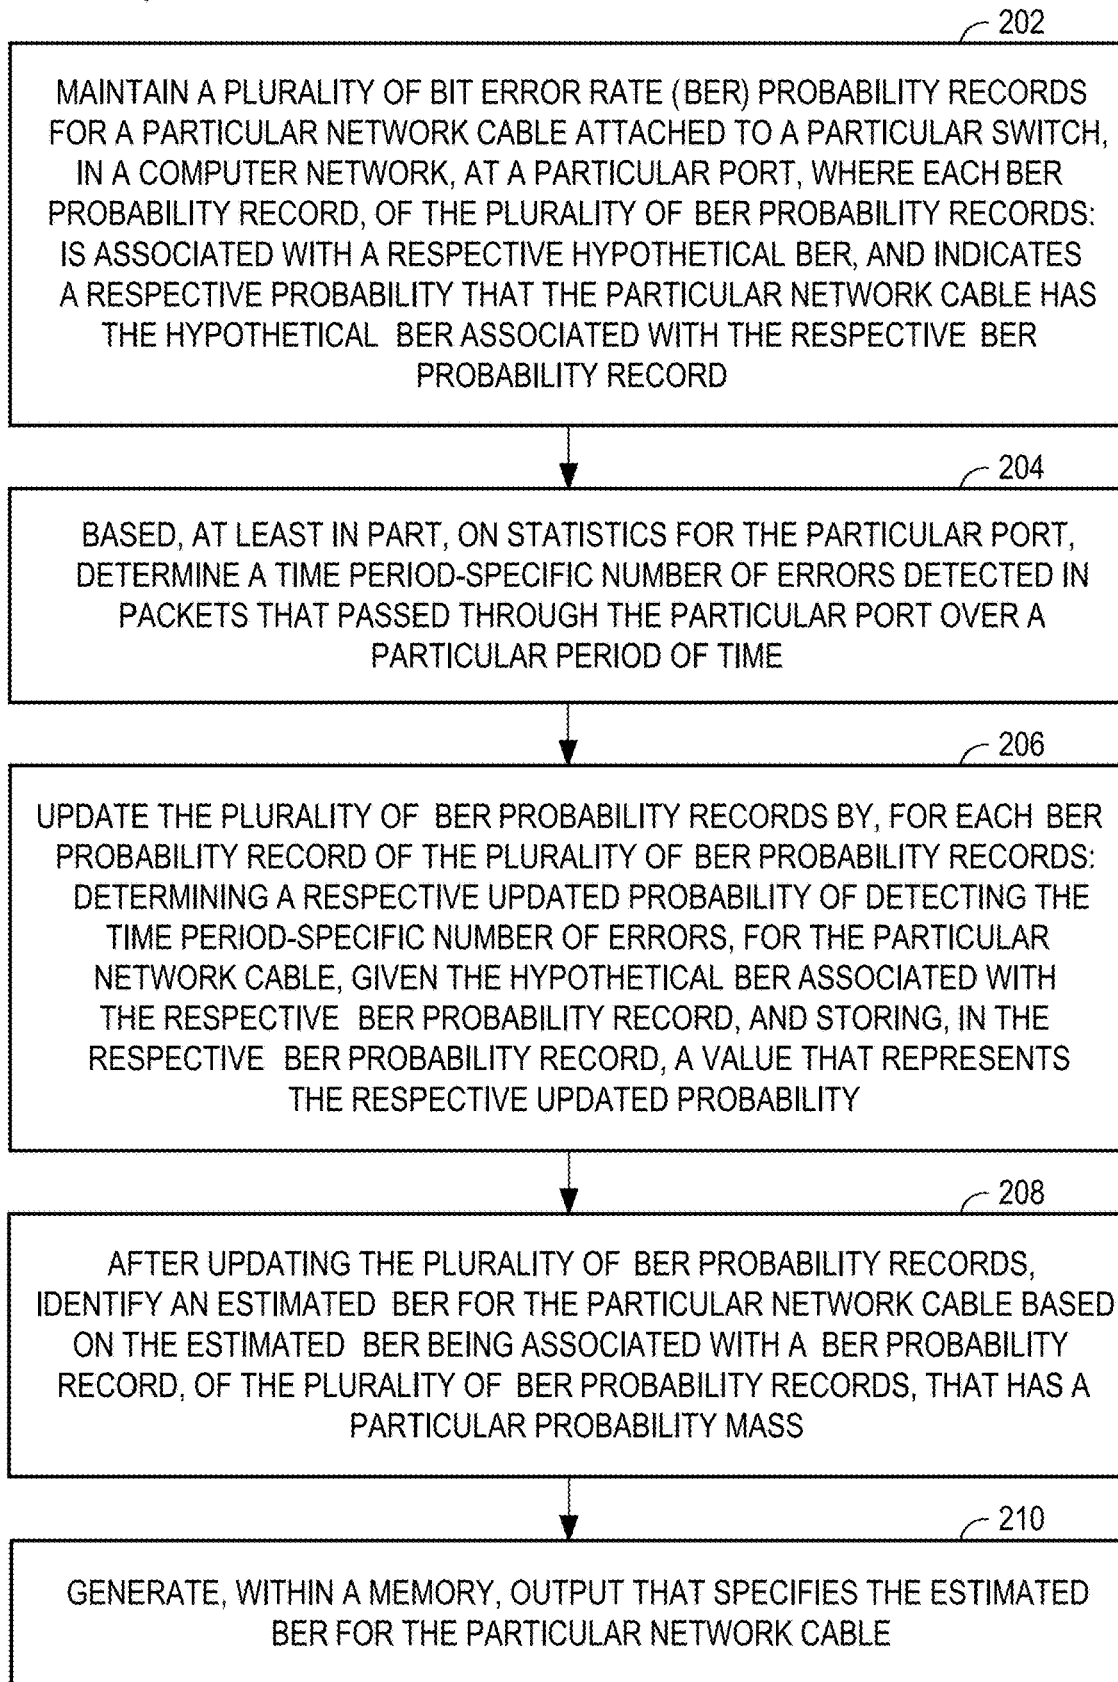 202
MAINTAIN A PLURALITY OF BIT ERROR RATE (BER) PROBABILITY RECORDS
FOR A PARTICULAR NETWORK CABLE ATTACHED TO A PARTICULAR SWITCH,
IN A COMPUTER NETWORK, AT A PARTICULAR PORT, WHERE EACH BER
PROBABILITY RECORD, OF THE PLURALITY OF BER PROBABILITY RECORDS:
IS ASSOCIATED WITH A RESPECTIVE HYPOTHETICAL BER, AND INDICATES
A RESPECTIVE PROBABILITY THAT THE PARTICULAR NETWORK CABLE HAS
THE HYPOTHETICAL BER ASSOCIATED WITH THE RESPECTIVE BER
PROBABILITY RECORD
204
BASED, AT LEAST IN PART, ON STATISTICS FOR THE PARTICULAR PORT,
DETERMINE A TIME PERIOD-SPECIFIC NUMBER OF ERRORS DETECTED IN
PACKETS THAT PASSED THROUGH THE PARTICULAR PORT OVER A
PARTICULAR PERIOD OF TIME
206
UPDATE THE PLURALITY OF BER PROBABILITY RECORDS BY, FOR EACH BER
PROBABILITY RECORD OF THE PLURALITY OF BER PROBABILITY RECORDS:
DETERMINING A RESPECTIVE UPDATED PROBABILITY OF DETECTING THE
TIME PERIOD-SPECIFIC NUMBER OF ERRORS, FOR THE PARTICULAR
NETWORK CABLE, GIVEN THE HYPOTHETICAL BER ASSOCIATED WITH
THE RESPECTIVE BER PROBABILITY RECORD, AND STORING, IN THE
RESPECTIVE BER PROBABILITY RECORD, A VALUE THAT REPRESENTS
THE RESPECTIVE UPDATED PROBABILITY
208
AFTER UPDATING THE PLURALITY OF BER PROBABILITY RECORDS,
IDENTIFY AN ESTIMATED BER FOR THE PARTICULAR NETWORK CABLE BASED
ON THE ESTIMATED BER BEING ASSOCIATED WITH A BER PROBABILITY
RECORD, OF THE PLURALITY OF BER PROBABILITY RECORDS, THAT HAS A
PARTICULAR PROBABILITY MASS
210
GENERATE, WITHIN A MEMORY, OUTPUT THAT SPECIFIES THE ESTIMATED
BER FOR THE PARTICULAR NETWORK CABLE